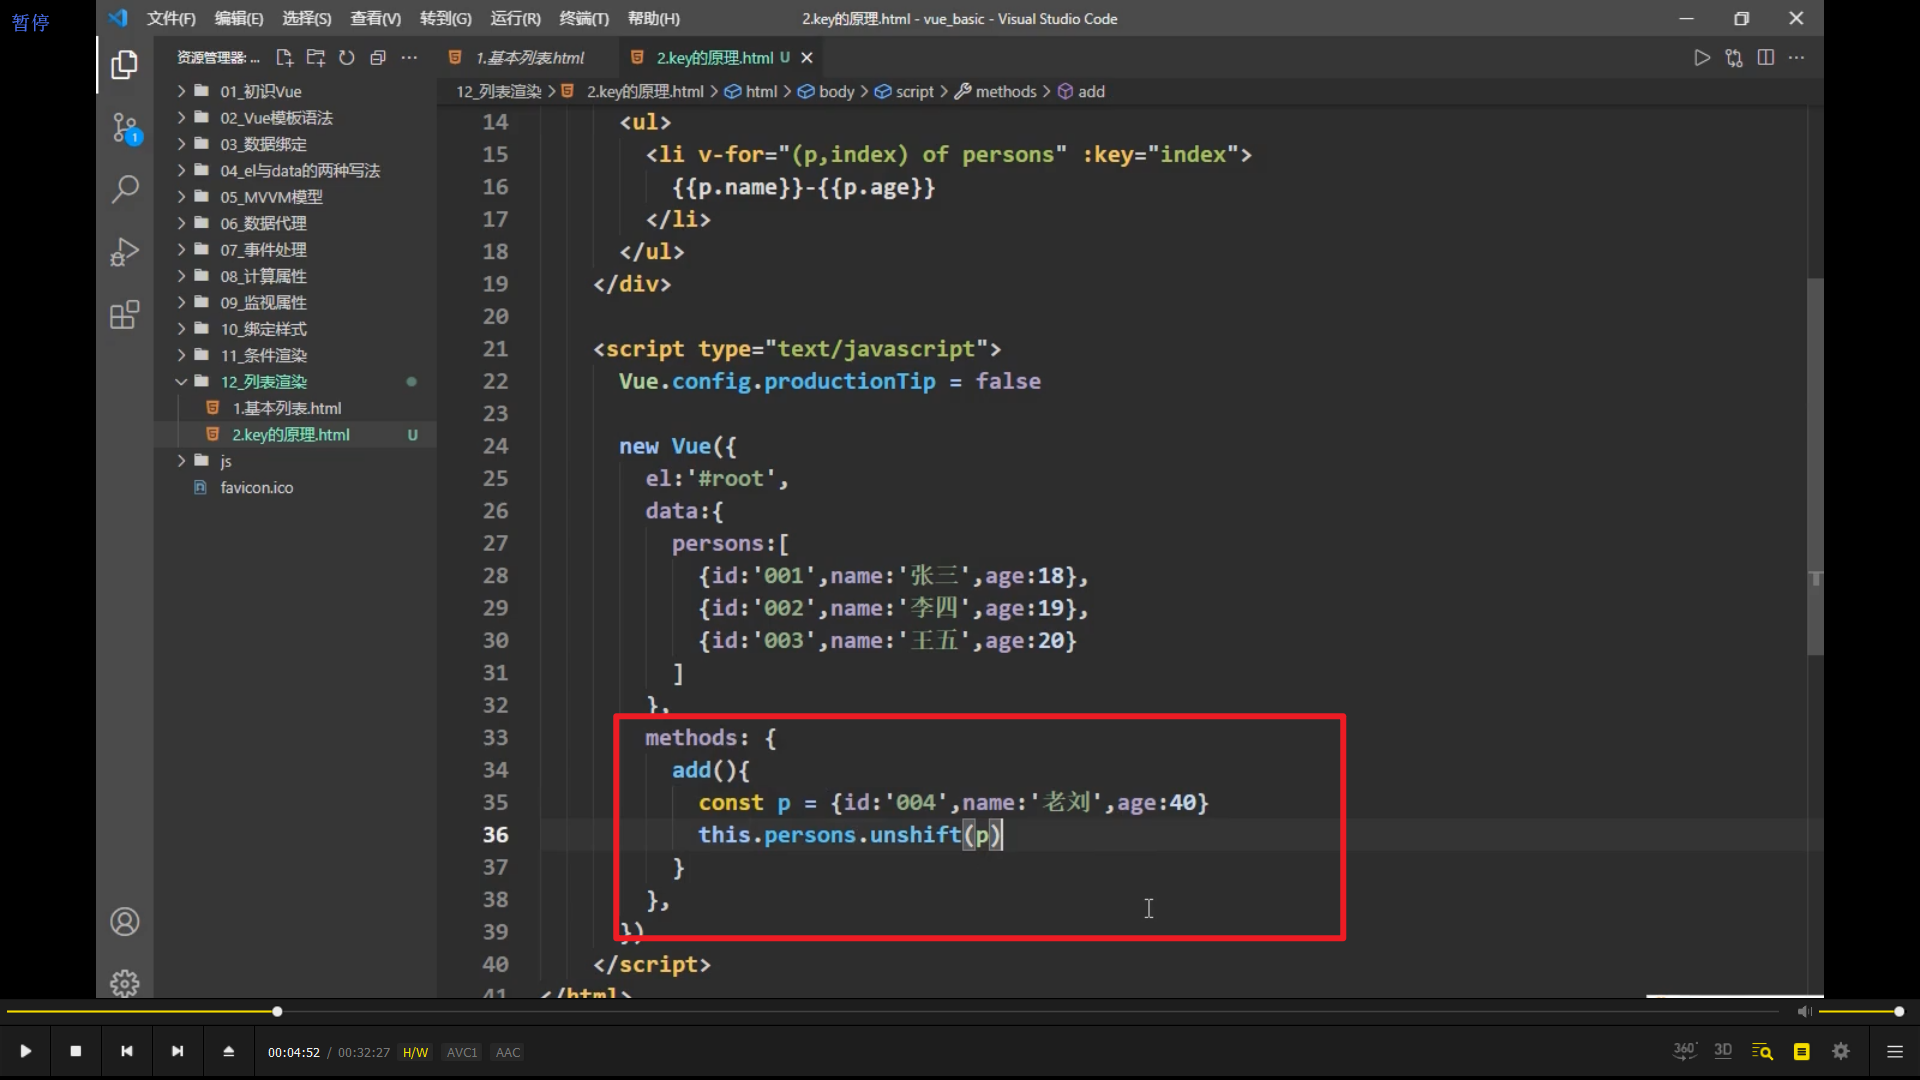 暂停
文件(F) 编辑(E) 选择(S) 查看(V) 转到(G) 运行(R) 终端(T) 帮助(H) 2.key的原理.html - vue_basic - Visual Studio Code
资源管理器: ...
1.基本列表.html 2.key的原理.html U
12_列表渲染 > 2.key的原理.html > html > body > script > methods > add
01_初识Vue
02_Vue模板语法
03_数据绑定
04_el与data的两种写法
05_MVVM模型
06_数据代理
07_事件处理
08_计算属性
09_监视属性
10_绑定样式
11_条件渲染
12_列表渲染
1.基本列表.html
2.key的原理.html U
js
favicon.ico
1
14 <ul>
15 <li v-for="(p,index) of persons" :key="index">
16 {{p.name}}-{{p.age}}
17 </li>
18 </ul>
19 </div>
20
21 <script type="text/javascript">
22 Vue.config.productionTip = false
23
24 new Vue({
25 el:'#root',
26 data:{
27 persons:[
28 {id:'001',name:'张三',age:18},
29 {id:'002',name:'李四',age:19},
30 {id:'003',name:'王五',age:20}
31 ]
32 },
33 methods: {
34 add(){
35 const p = {id:'004',name:'老刘',age:40}
36 this.persons.unshift(p)
37 }
38 },
39 })
40 </script>
41 </html>
00:04:52 / 00:32:27 H/W AVC1 AAC
360° 3D